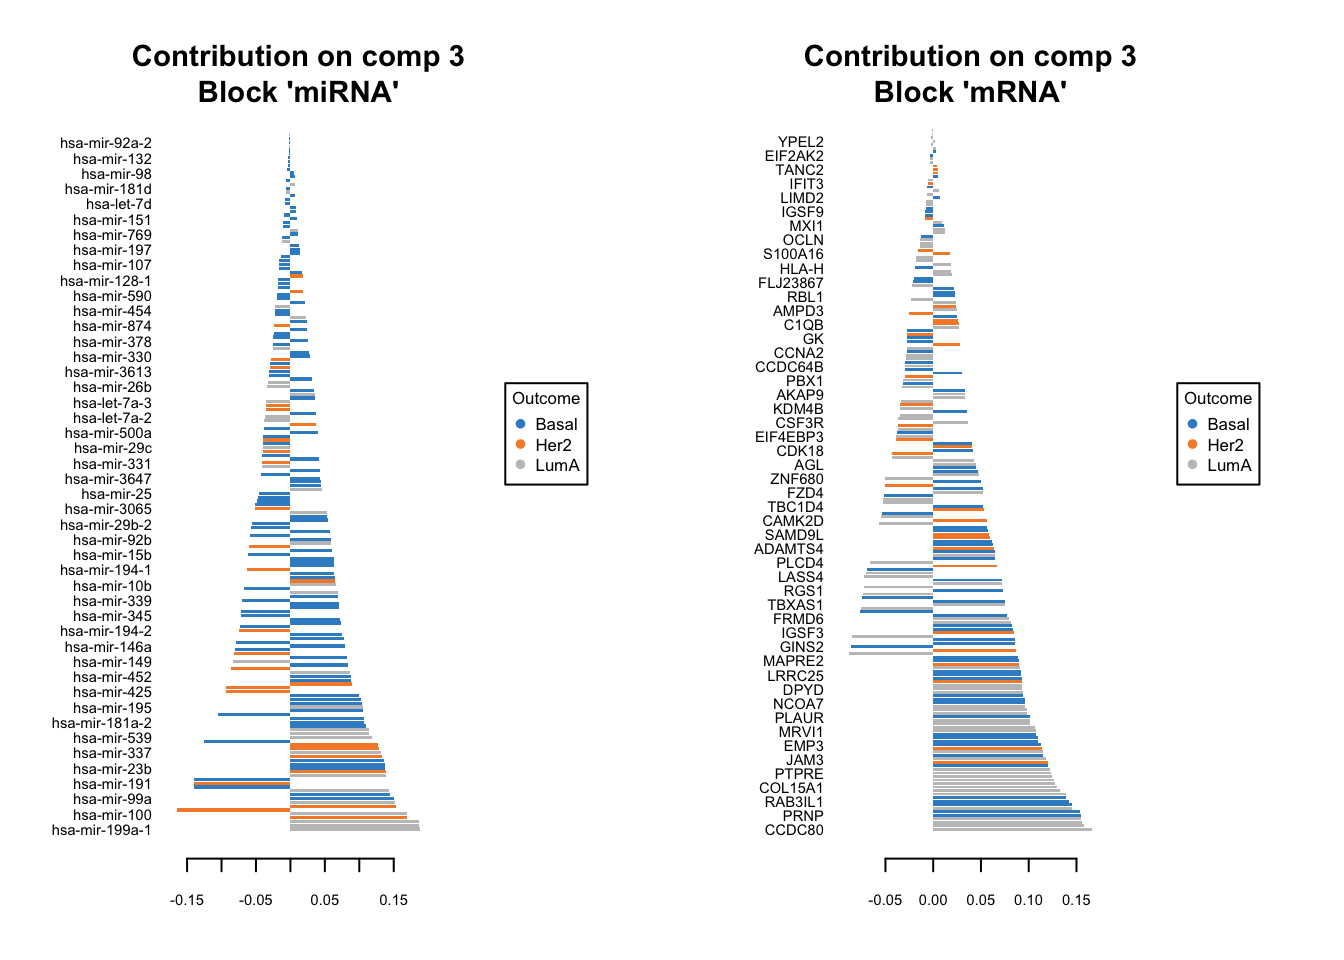 Contribution on comp 3
Block 'miRNA'
hsa-mir-92a-2
hsa-mir-132
hsa-mir-98
hsa-mir-181d
hsa-let-7d
hsa-mir-151
hsa-mir-769
hsa-mir-197
hsa-mir-107
hsa-mir-128-1
hsa-mir-590
hsa-mir-454
hsa-mir-874
hsa-mir-378
hsa-mir-330
hsa-mir-3613
hsa-mir-26b
hsa-let-7a-3
hsa-let-7a-2
hsa-mir-500a
hsa-mir-29c
hsa-mir-331
hsa-mir-3647
hsa-mir-25
hsa-mir-3065
hsa-mir-29b-2
hsa-mir-92b
hsa-mir-15b
hsa-mir-194-1
hsa-mir-10b
hsa-mir-339
hsa-mir-345
hsa-mir-194-2
hsa-mir-146a
hsa-mir-149
hsa-mir-452
hsa-mir-425
hsa-mir-195
hsa-mir-181a-2
hsa-mir-539
hsa-mir-337
hsa-mir-23b
hsa-mir-191
hsa-mir-99a
hsa-mir-100
hsa-mir-199a-1
-0.15 -0.05 0.05 0.15
Outcome
Basal
Her2
LumA
Contribution on comp 3
Block 'mRNA'
YPEL2
EIF2AK2
TANC2
IFIT3
LIMD2
IGSF9
MXI1
OCLN
S100A16
HLA-H
FLJ23867
RBL1
AMPD3
C1QB
GK
CCNA2
CCDC64B
PBX1
AKAP9
KDM4B
CSF3R
EIF4EBP3
CDK18
AGL
ZNF680
FZD4
TBC1D4
CAMK2D
SAMD9L
ADAMTS4
PLCD4
LASS4
RGS1
TBXAS1
FRMD6
IGSF3
GINS2
MAPRE2
LRRC25
DPYD
NCOA7
PLAUR
MRVI1
EMP3
JAM3
PTPRE
COL15A1
RAB3IL1
PRNP
CCDC80
-0.05 0.00 0.05 0.10 0.15
Outcome
Basal
Her2
LumA